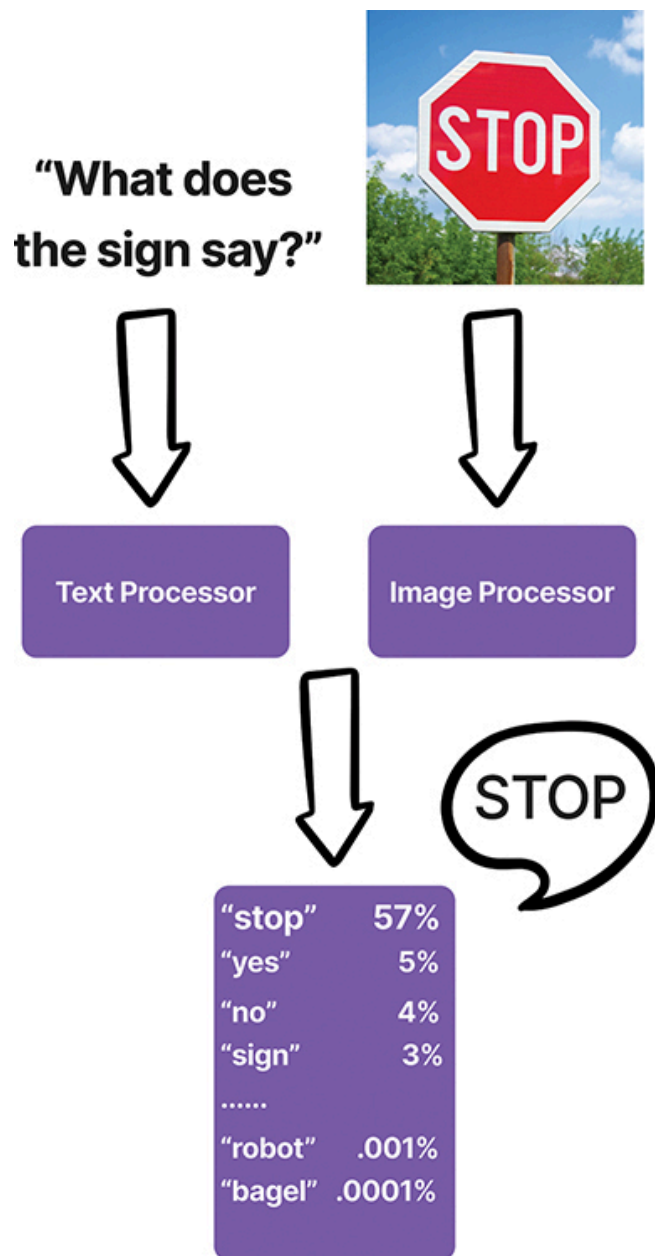 “What does
the sign say?”
STOP
Text Processor
Image Processor
STOP
“stop” 57%
“yes” 5%
“no” 4%
“sign” 3%
......
“robot” .001%
“bagel” .0001%